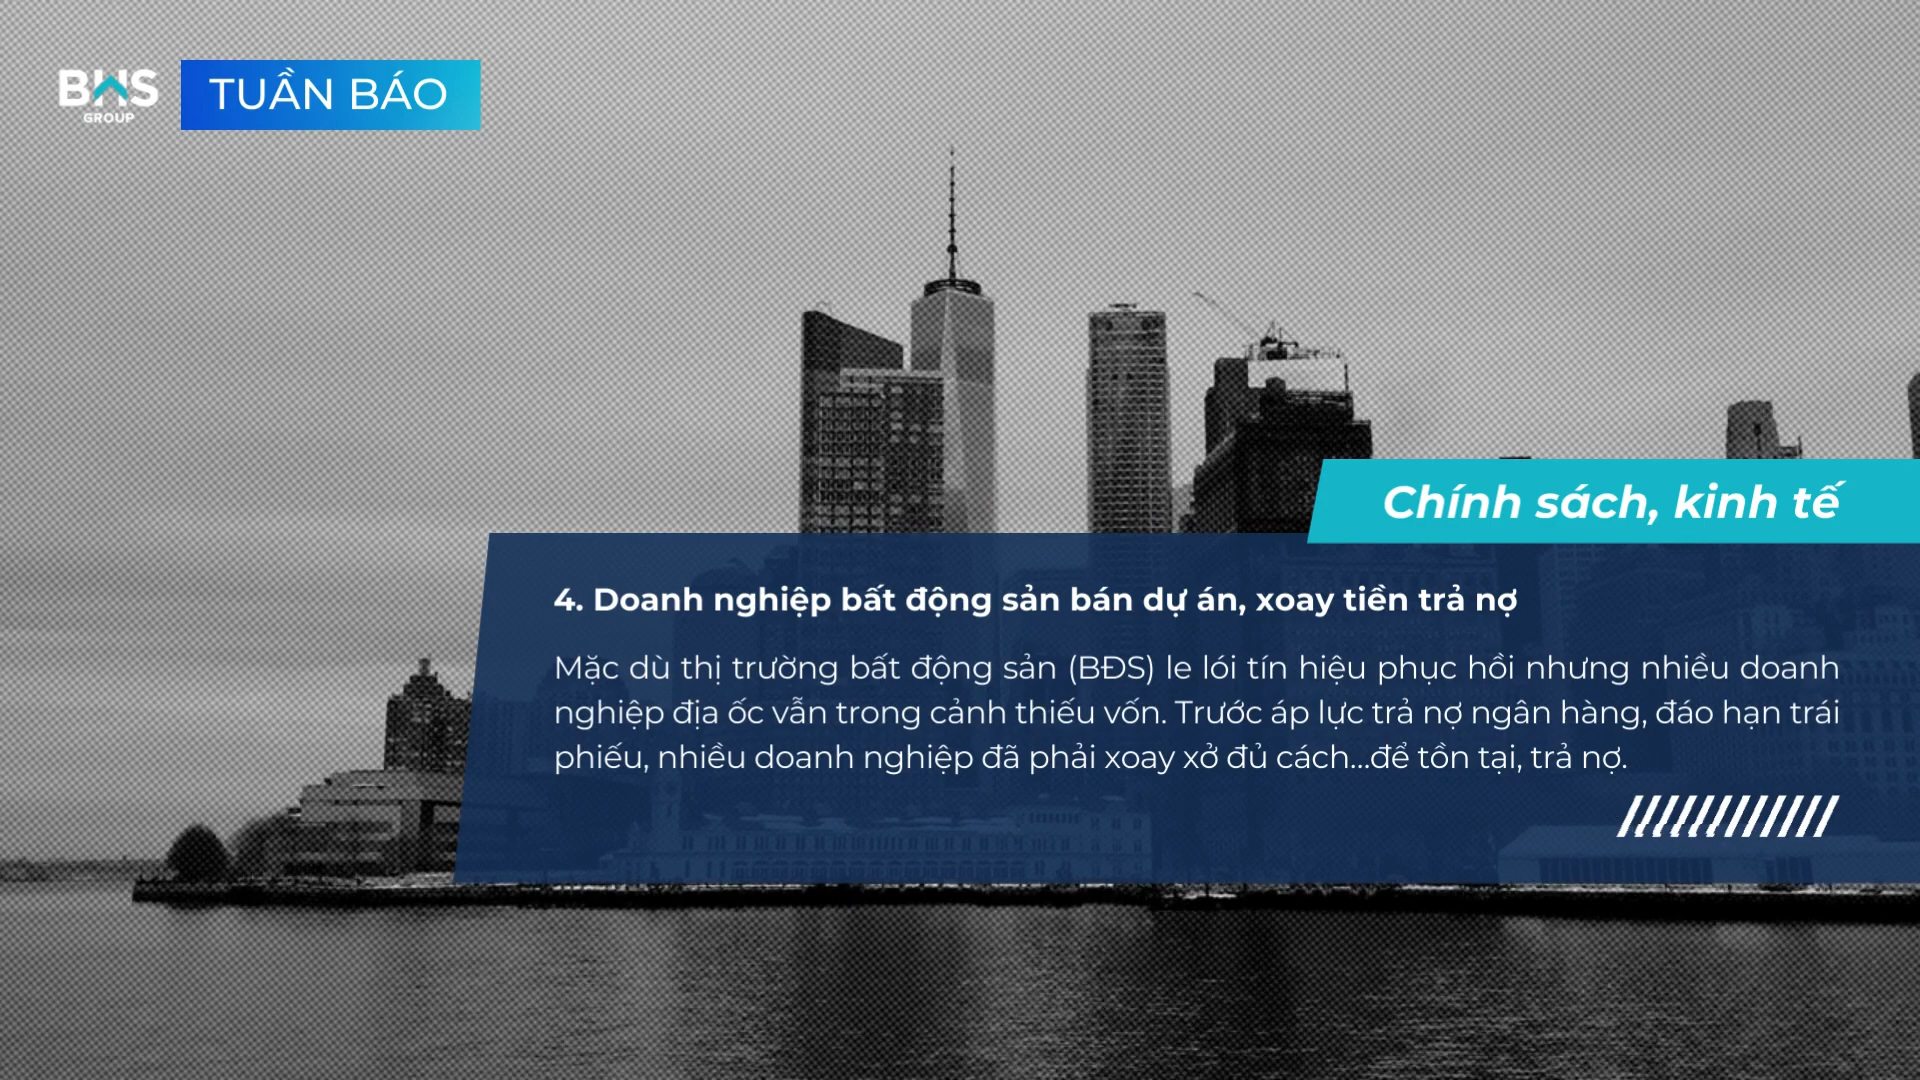 BHS
GROUP
TUẦN BÁO
Chính sách, kinh tế
4. Doanh nghiệp bất động sản bán dự án, xoay tiền trả nợ
Mặc dù thị trường bất động sản (BĐS) le lói tín hiệu phục hồi nhưng nhiều doanh
nghiệp địa ốc vẫn trong cảnh thiếu vốn. Trước áp lực trả nợ ngân hàng, đáo hạn trái
phiếu, nhiều doanh nghiệp đã phải xoay xở đủ cách...để tồn tại, trả nợ.